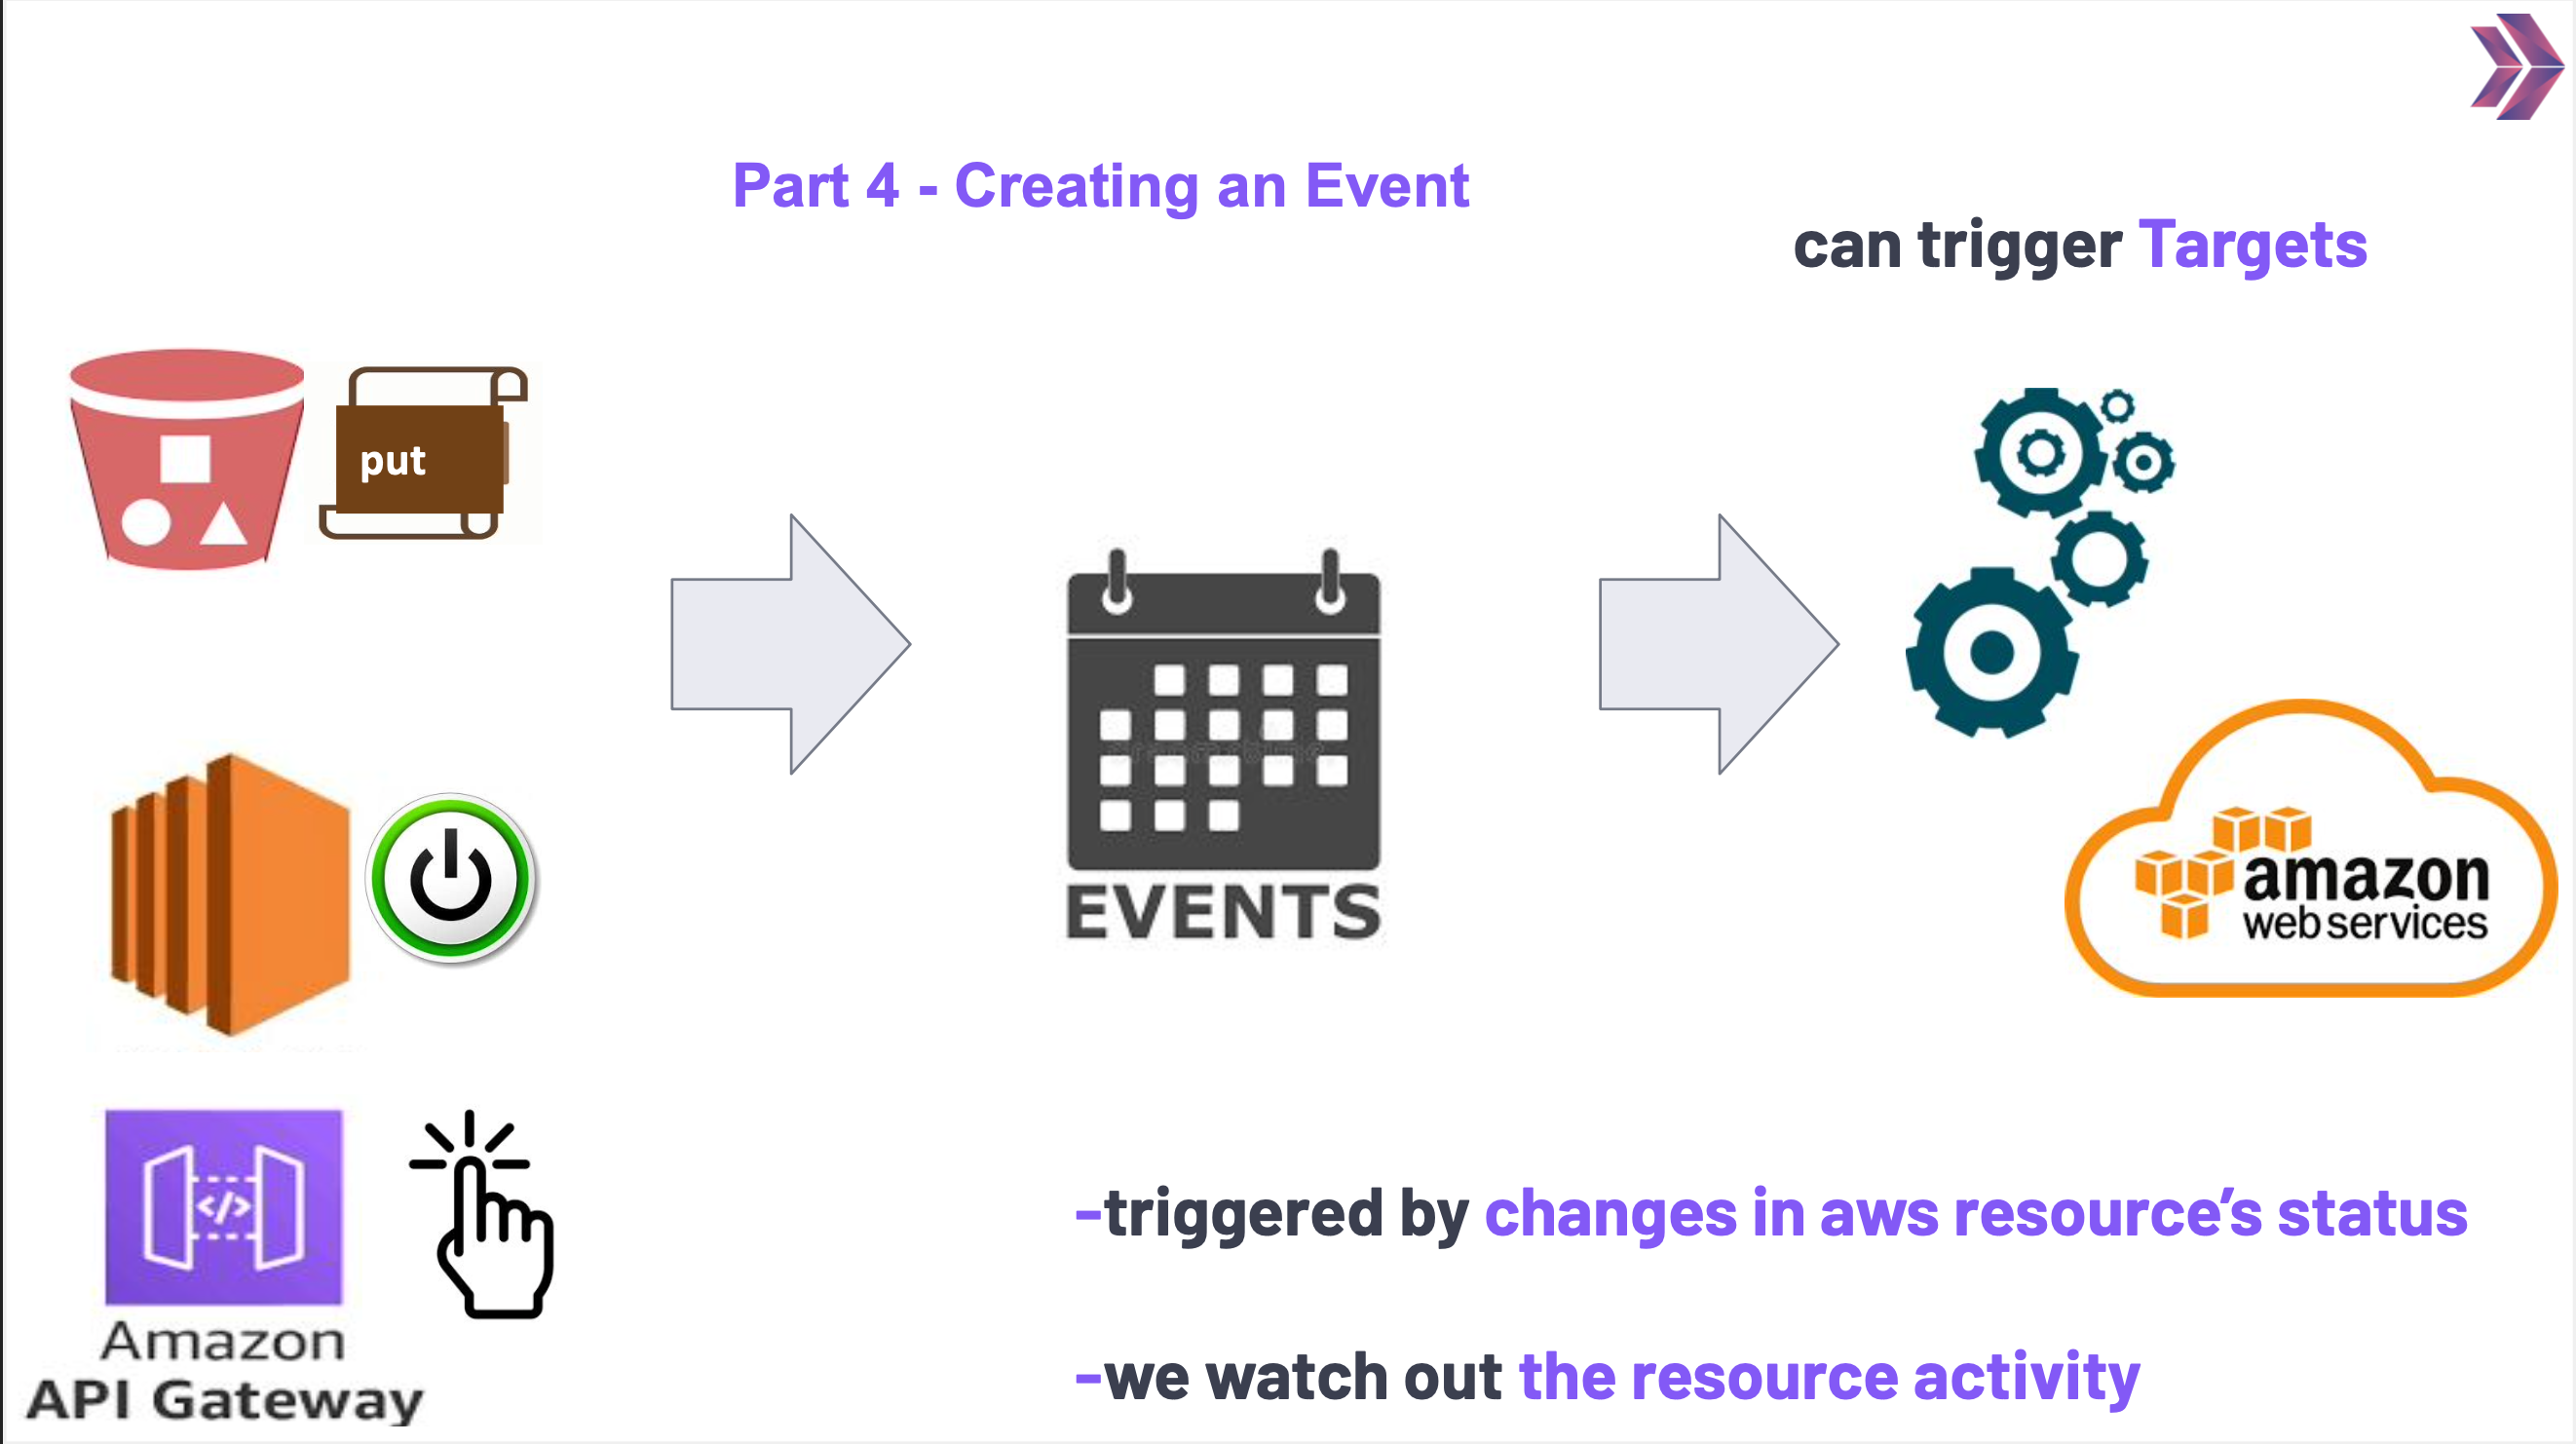 Part 4 - Creating an Event
can trigger Targets
put
EVENTS
amazon
web services
Amazon
API Gateway
</>
-triggered by changes in aws resource’s status
-we watch out the resource activity